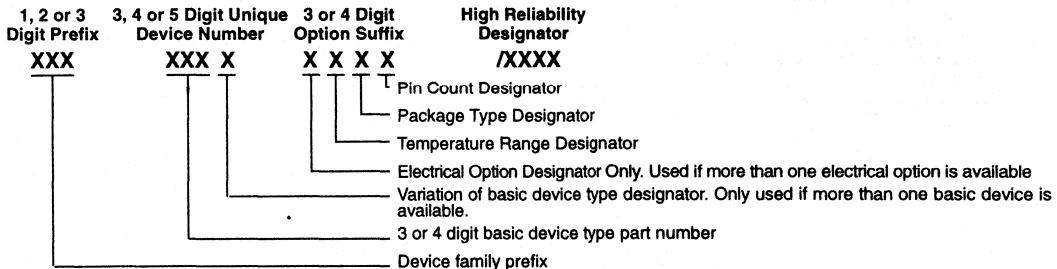 1, 2 or 3 3, 4 or 5 Digit Unique 3 or 4 Digit High Reliability
Digit Prefix Device Number Option Suffix Designator
XXX XXX X X X X X /XXXX
Pin Count Designator
Package Type Designator
Temperature Range Designator
Electrical Option Designator Only. Used if more than one electrical option is available
Variation of basic device type designator. Only used if more than one basic device is
available.
3 or 4 digit basic device type part number
Device family prefix